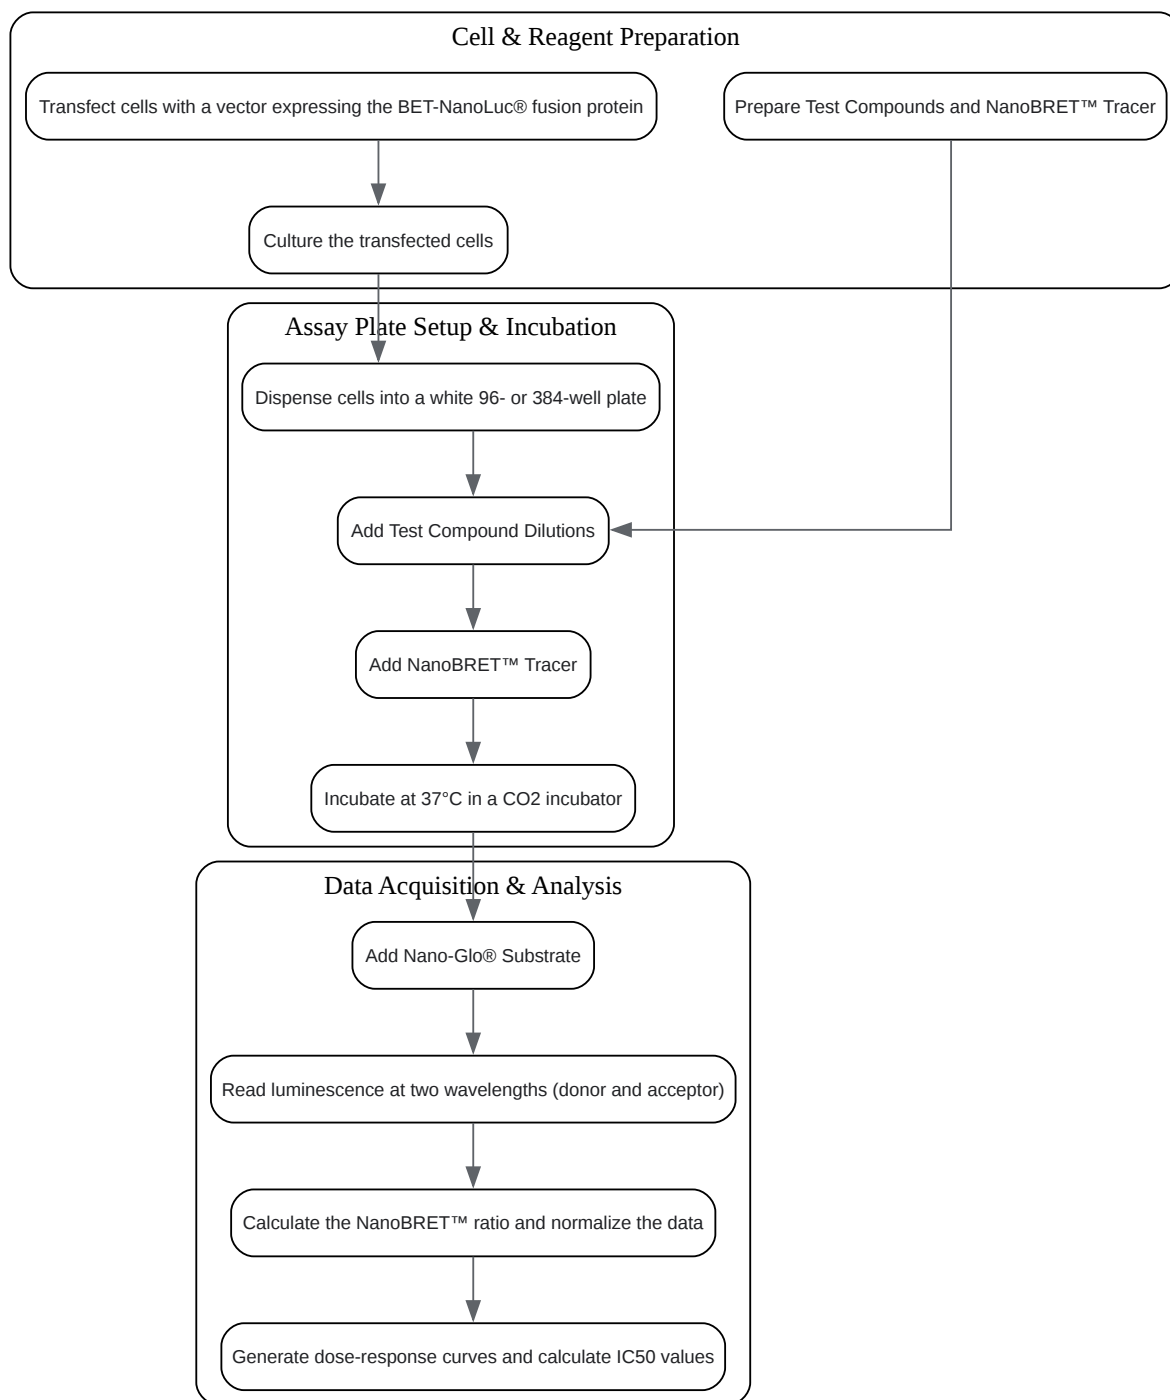 Cell & Reagent Preparation
Transfect cells with a vector expressing the BET-NanoLuc® fusion protein
Prepare Test Compounds and NanoBRET™ Tracer
Culture the transfected cells
Assay Plate Setup & Incubation
Dispense cells into a white 96- or 384-well plate
Add Test Compound Dilutions
Add NanoBRET™ Tracer
Incubate at 37°C in a CO2 incubator
Data Acquisition & Analysis
Add Nano-Glo® Substrate
Read luminescence at two wavelengths (donor and acceptor)
Calculate the NanoBRET™ ratio and normalize the data
Generate dose-response curves and calculate IC50 values